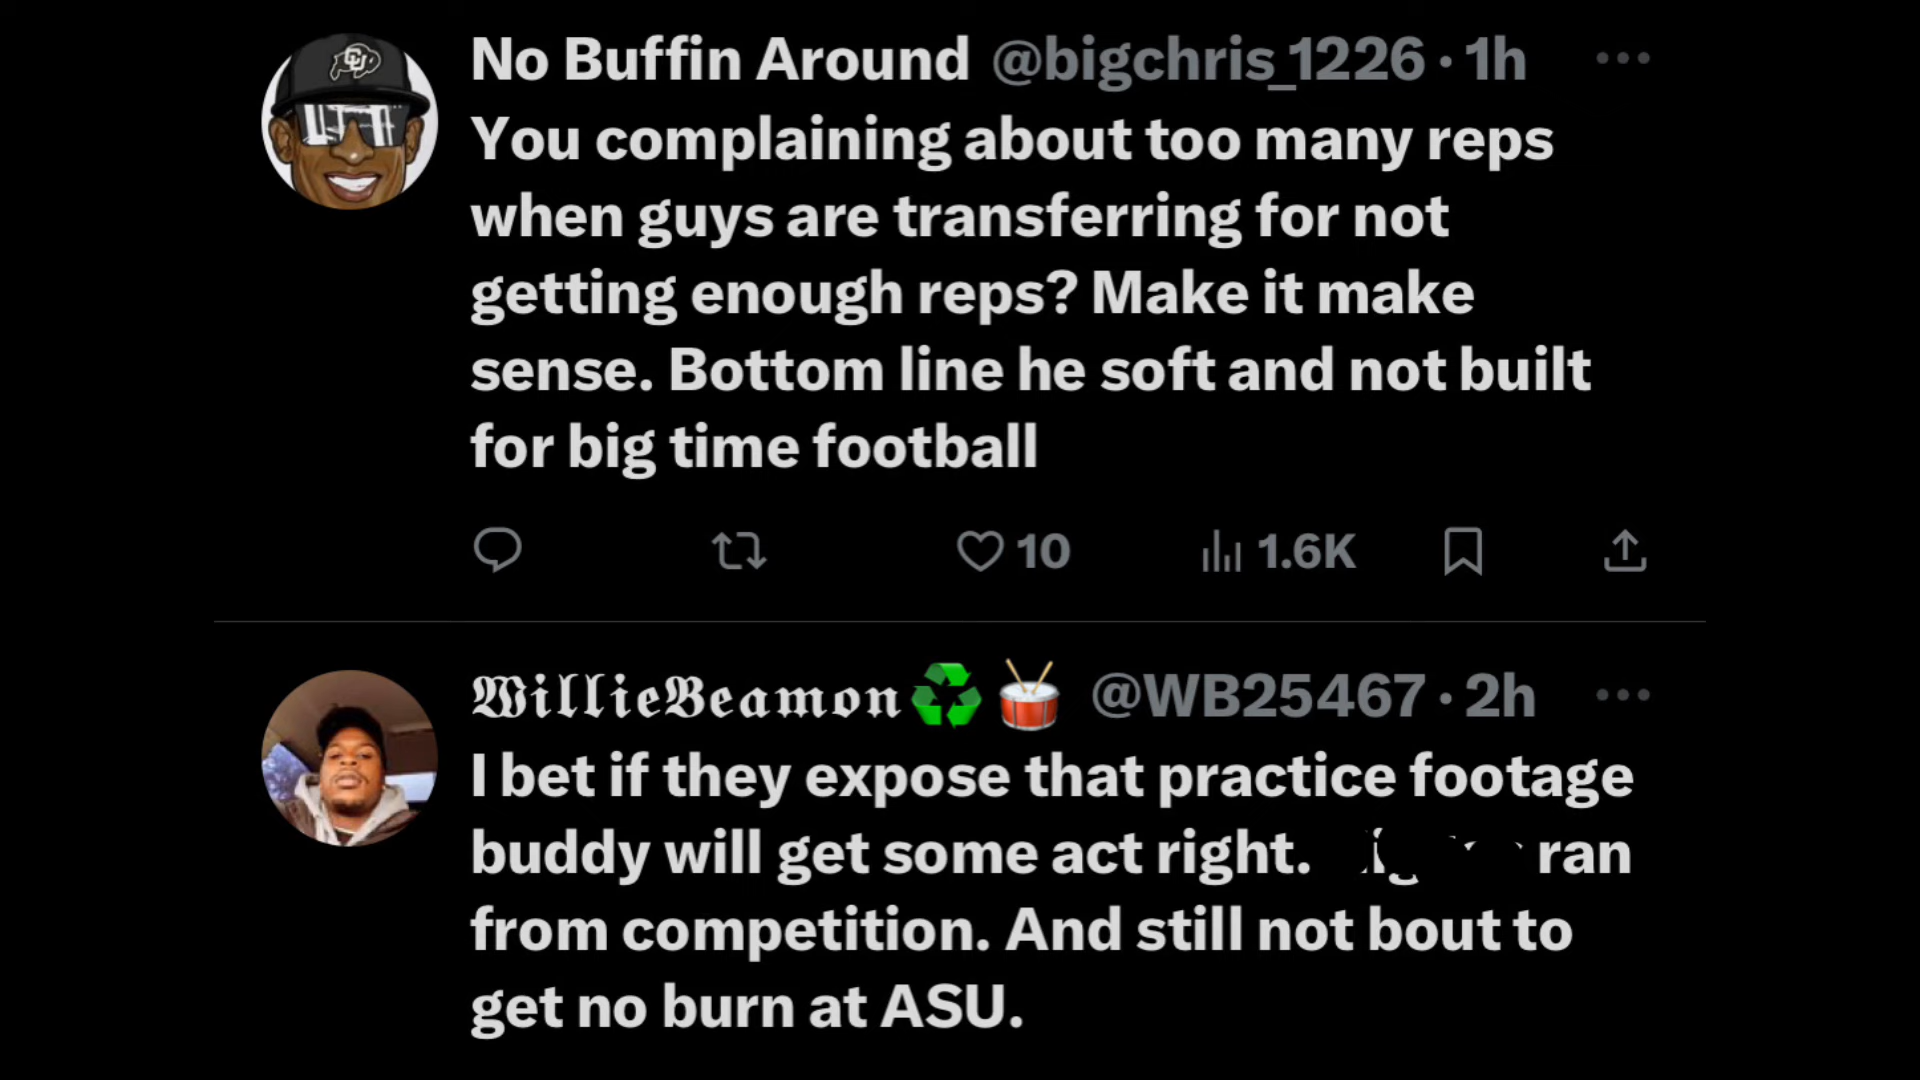 No Buffin Around @bigchris_1226 · 1h
You complaining about too many reps
when guys are transferring for not
getting enough reps? Make it make
sense. Bottom line he soft and not built
for big time football
10 1.6K
𝖂𝖎𝖑𝖑𝖎𝖊𝕭𝖊𝖆𝖒𝖔𝖓♻️🥁 @WB25467 · 2h
I bet if they expose that practice footage
buddy will get some act right. ran
from competition. And still not bout to
get no burn at ASU.